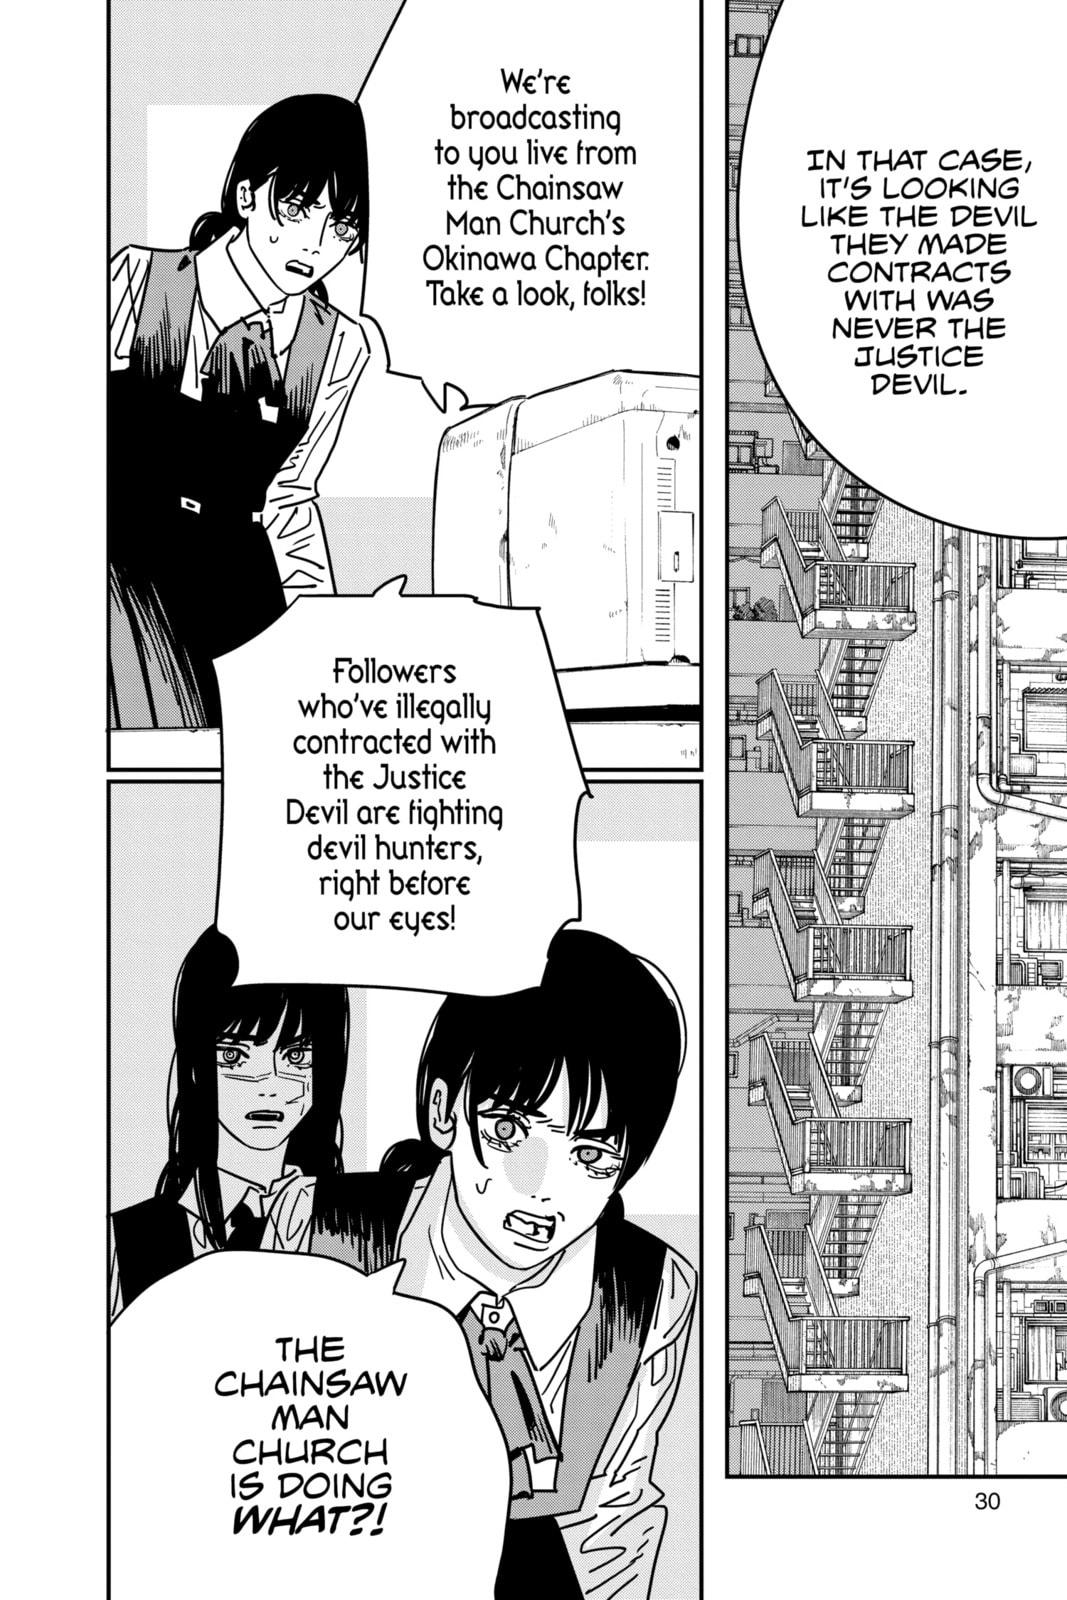 IN THAT CASE,
IT'S LOOKING
LIKE THE DEVIL
THEY MADE
CONTRACTS
WITH WAS
NEVER THE
JUSTICE
DEVIL.
We're
broadcasting
to you live from
the Chainsaw
Man Church's
Okinawa Chapter.
Take a look, folks!
Followers
who've illegally
contracted with
the Justice
Devil are fighting
devil hunters,
right before
our eyes!
THE
CHAINSAW
MAN
CHURCH
IS DOING
WHAT?!
30